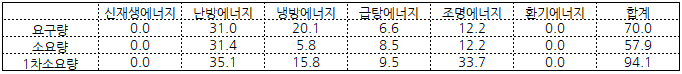 신재생에너지 난방에너지 냉방에너지 급탕에너지 조명에너지 환기에너지 합계
요구량 0.0 31.0 20.1 6.6 12.2 0.0 70.0
소요량 0.0 31.4 5.8 8.5 12.2 0.0 57.9
1차소요량 0.0 35.1 15.8 9.5 33.7 0.0 94.1